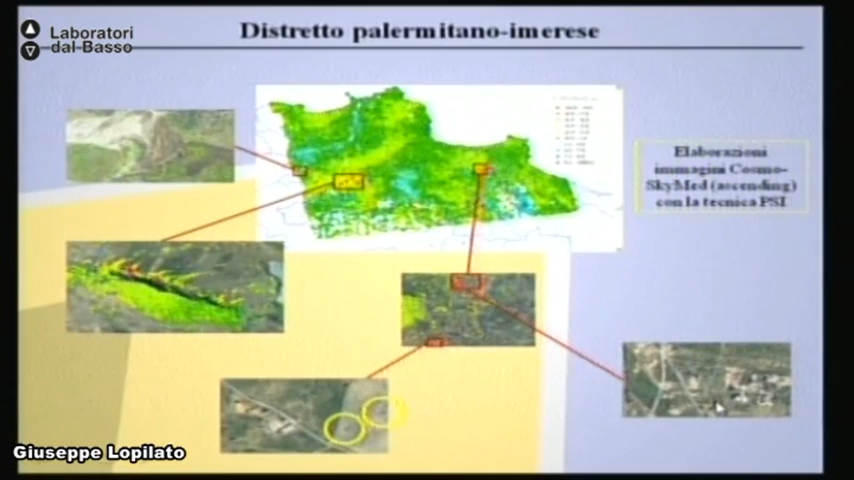 Laboratori
dal Basso
Distretto palermitano-imerese
Elaborazioni
immagini Cosmo-
SkyMed (ascending)
con la tecnica PSI
Giuseppe Lopilato